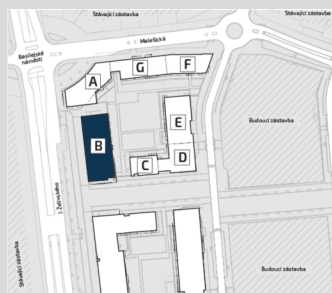 Stávající zástavba
Stávající zástavba
Malešická
Basilejské
náměstí
G
F
A
E
B
Budoucí zástavba
C
D
J. Želivského
Stávající zástavba
Budoucí zástavba